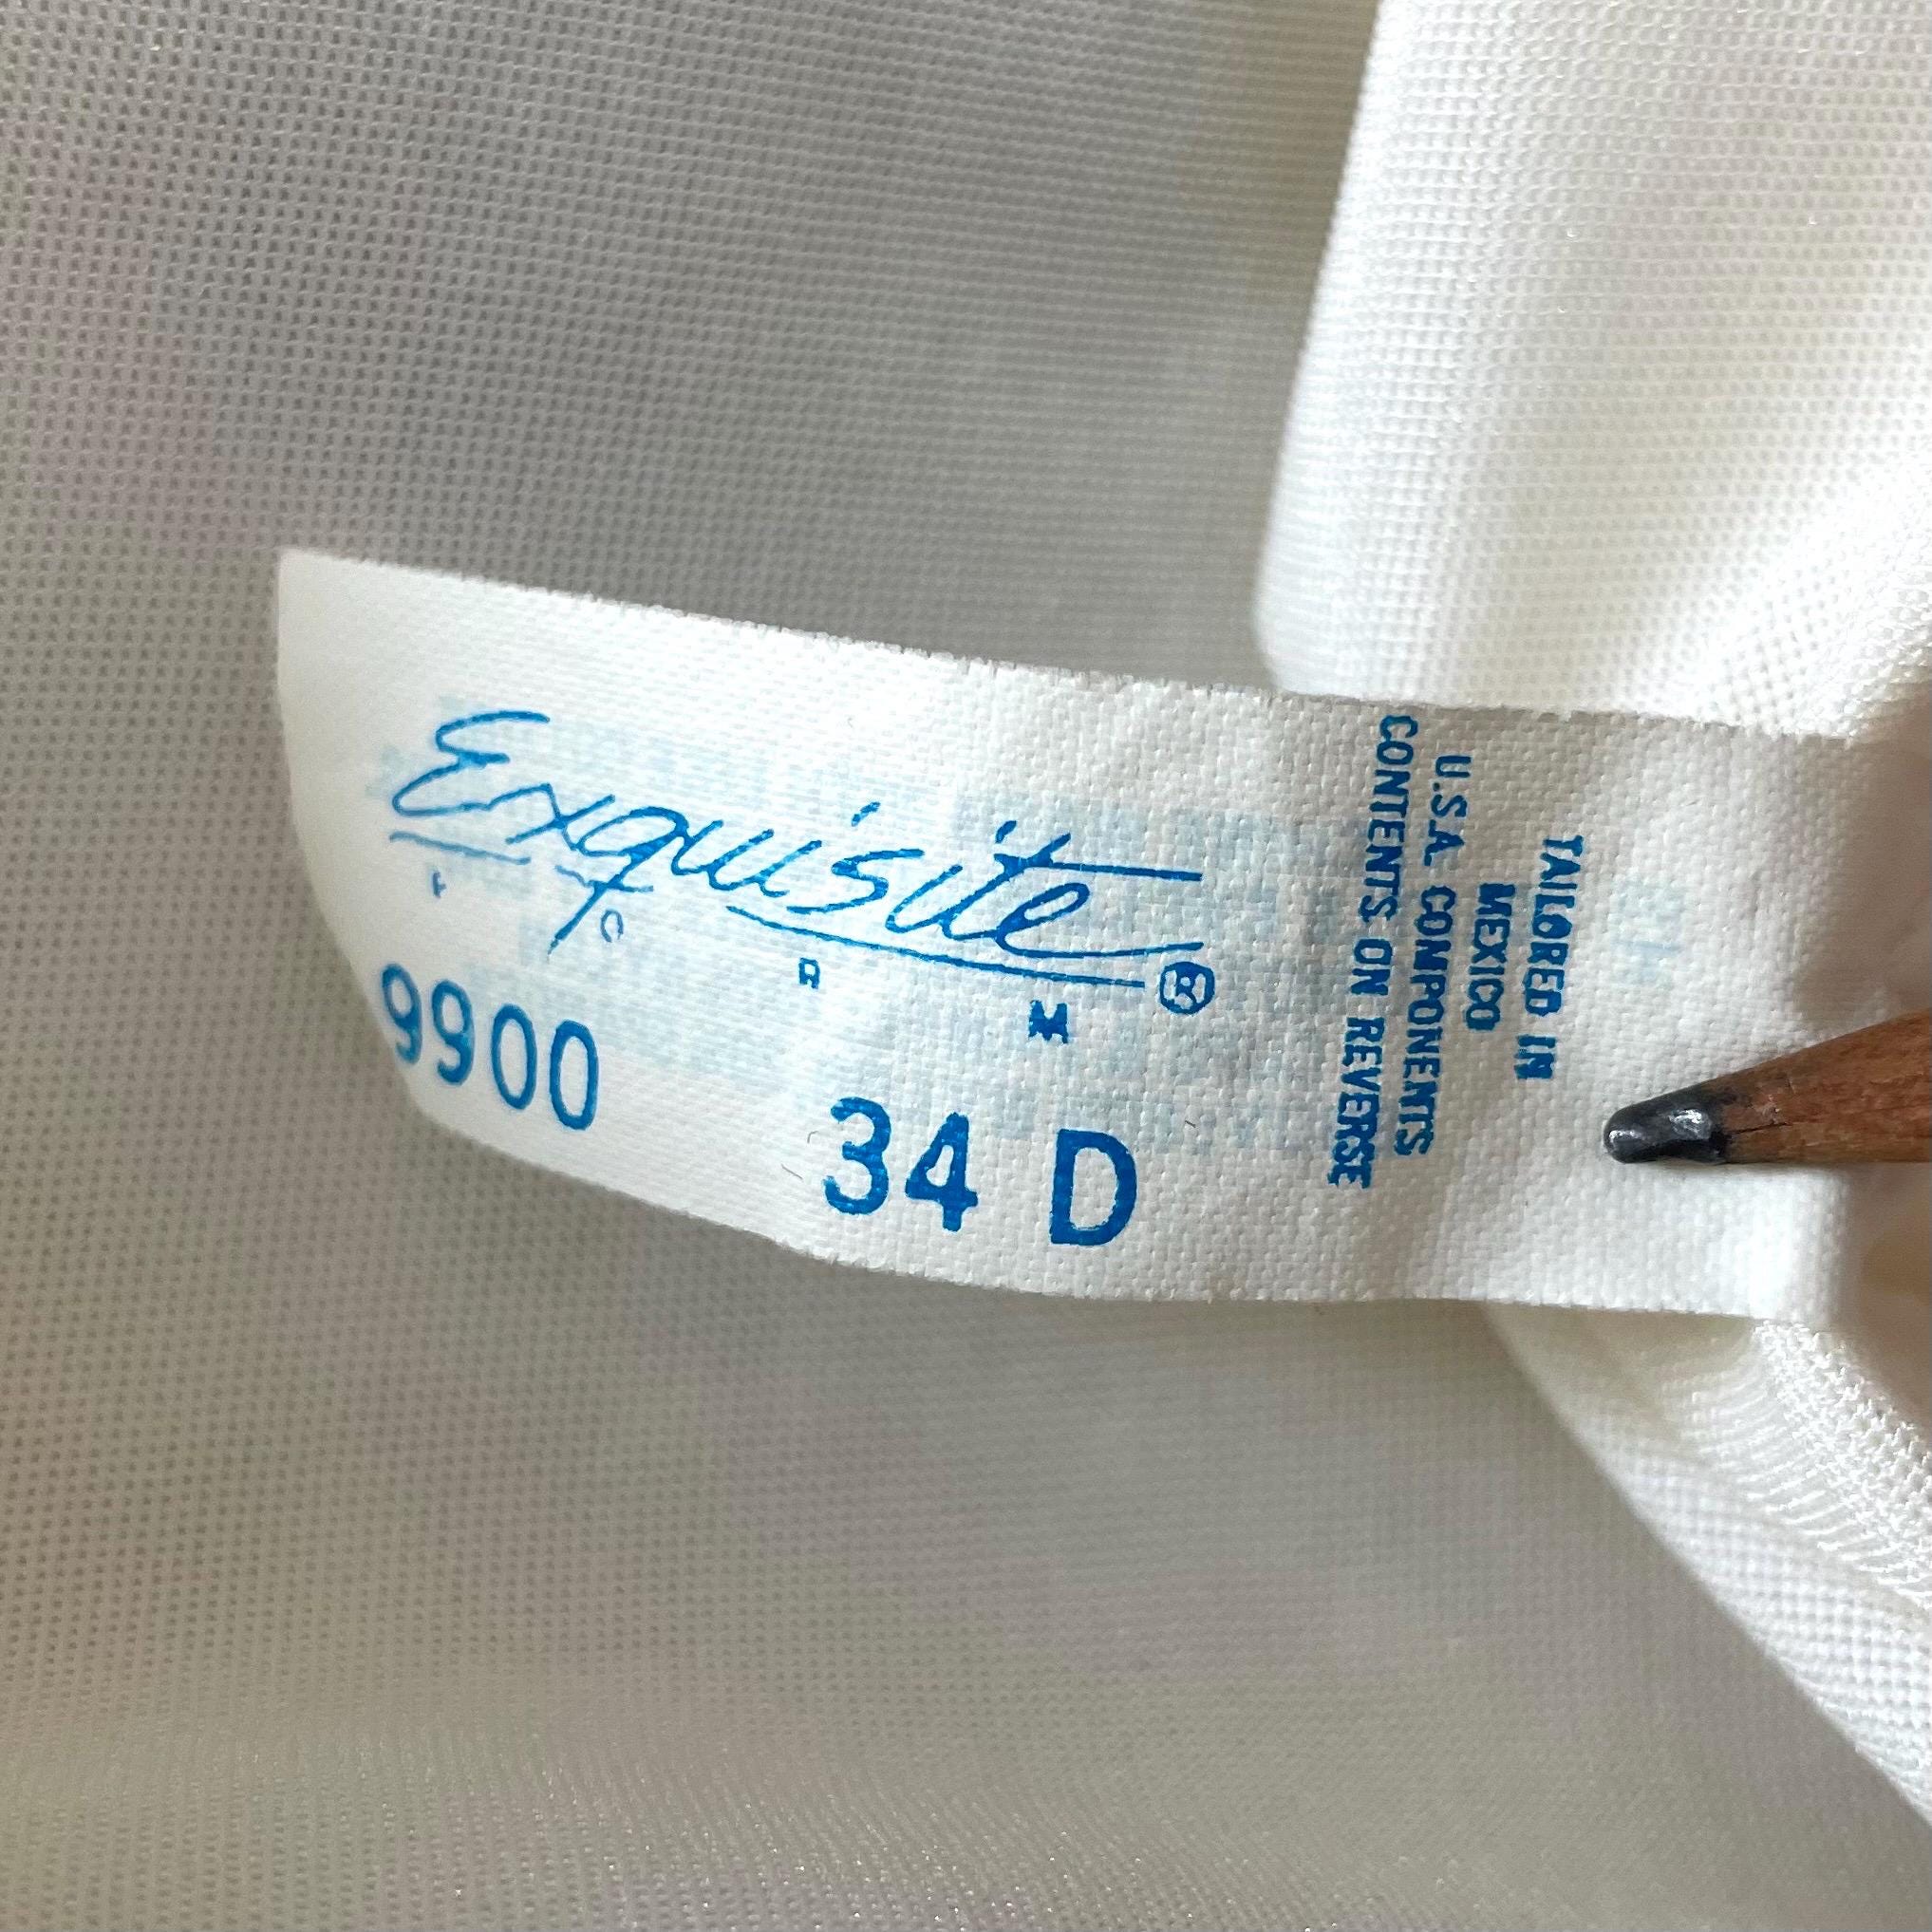 Exquisite
F O R M ®
9900
34 D
TAILORED IN
MEXICO
U.S.A. COMPONENTS
CONTENTS ON REVERSE